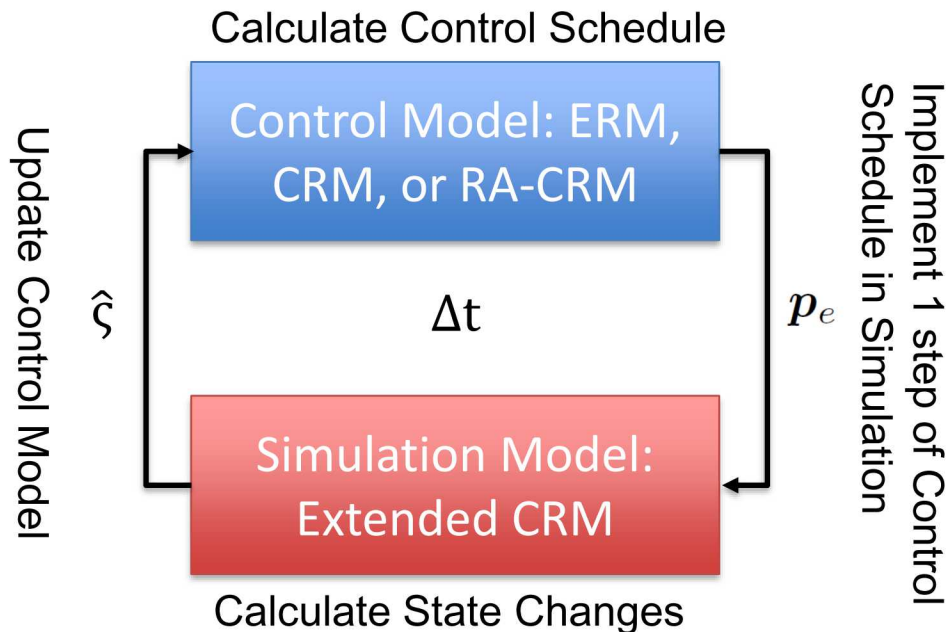 Calculate Control Schedule
Control Model: ERM,
CRM, or RA-CRM
Update Control Model
ς̂
Δt
pₑ
Implement 1 step of Control
Schedule in Simulation
Simulation Model:
Extended CRM
Calculate State Changes